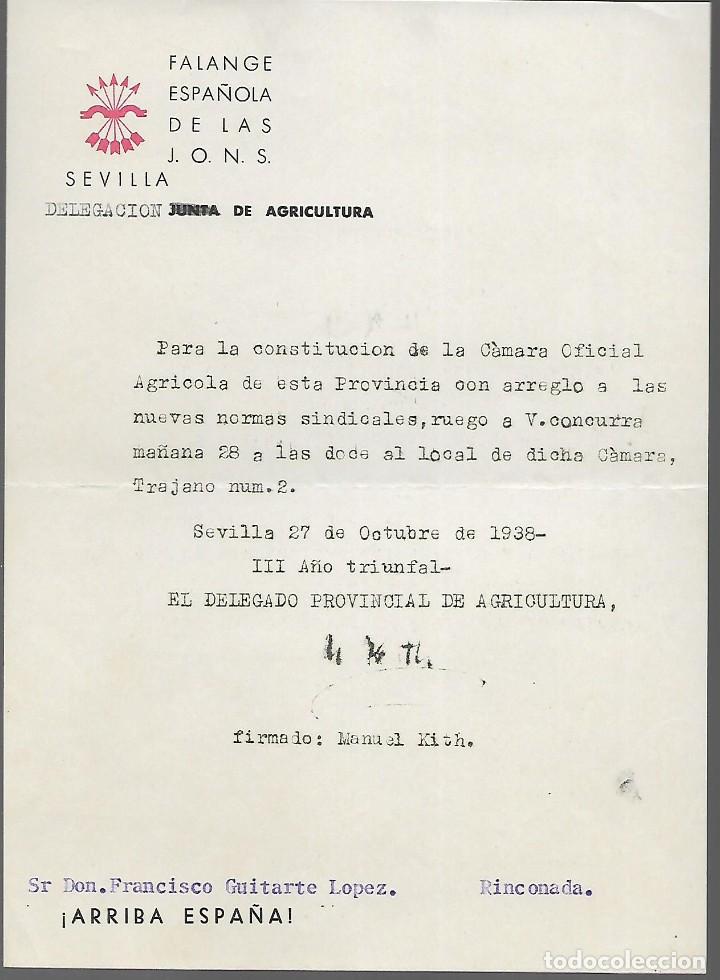 FALANGE
ESPAÑOLA
DE LAS
J. O. N. S.
SEVILLA
DELEGACION JUNTA DE AGRICULTURA
Para la constitucion de la Càmara Oficial
Agricola de esta Provincia con arreglo a las
nuevas normas sindicales,ruego a V.concurra
mañana 28 a las doce al local de dicha Càmara,
Trajano num.2.
Sevilla 27 de Octubre de 1938-
III Año triunfal-
EL DELEGADO PROVINCIAL DE AGRICULTURA,
firmado: Manuel Kith.
Sr Don.Francisco Guitarte Lopez. Rinconada.
¡ARRIBA ESPAÑA!
todocoleccion